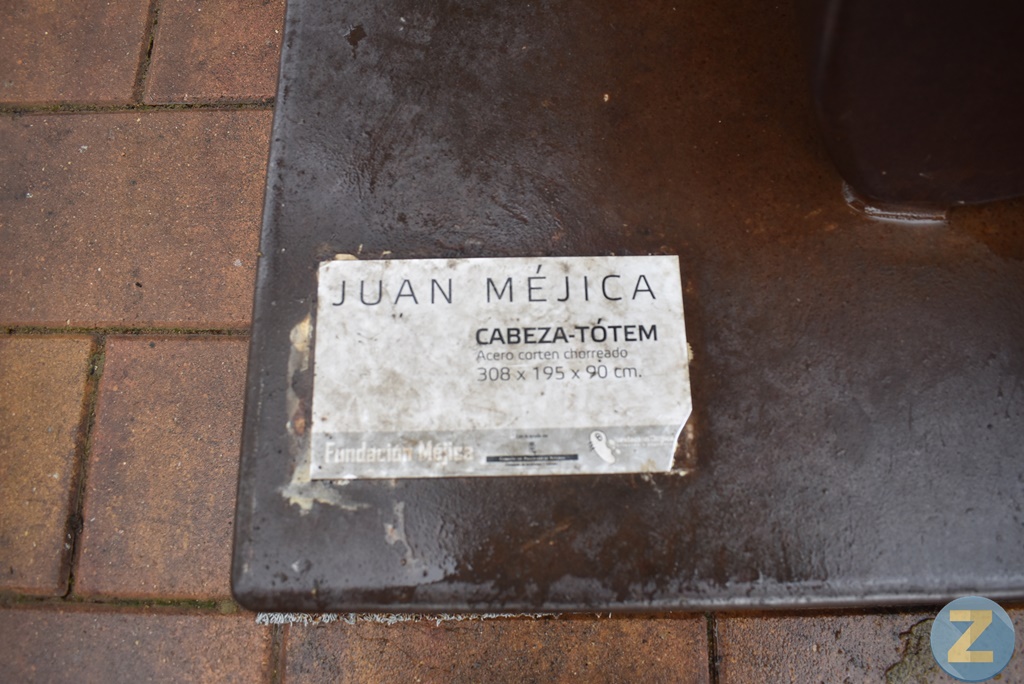 JUAN MÉJICA
CABEZA-TÓTEM
Acero corten chorreado
308 x 195 x 90 cm.
Fundación Méjica
Z